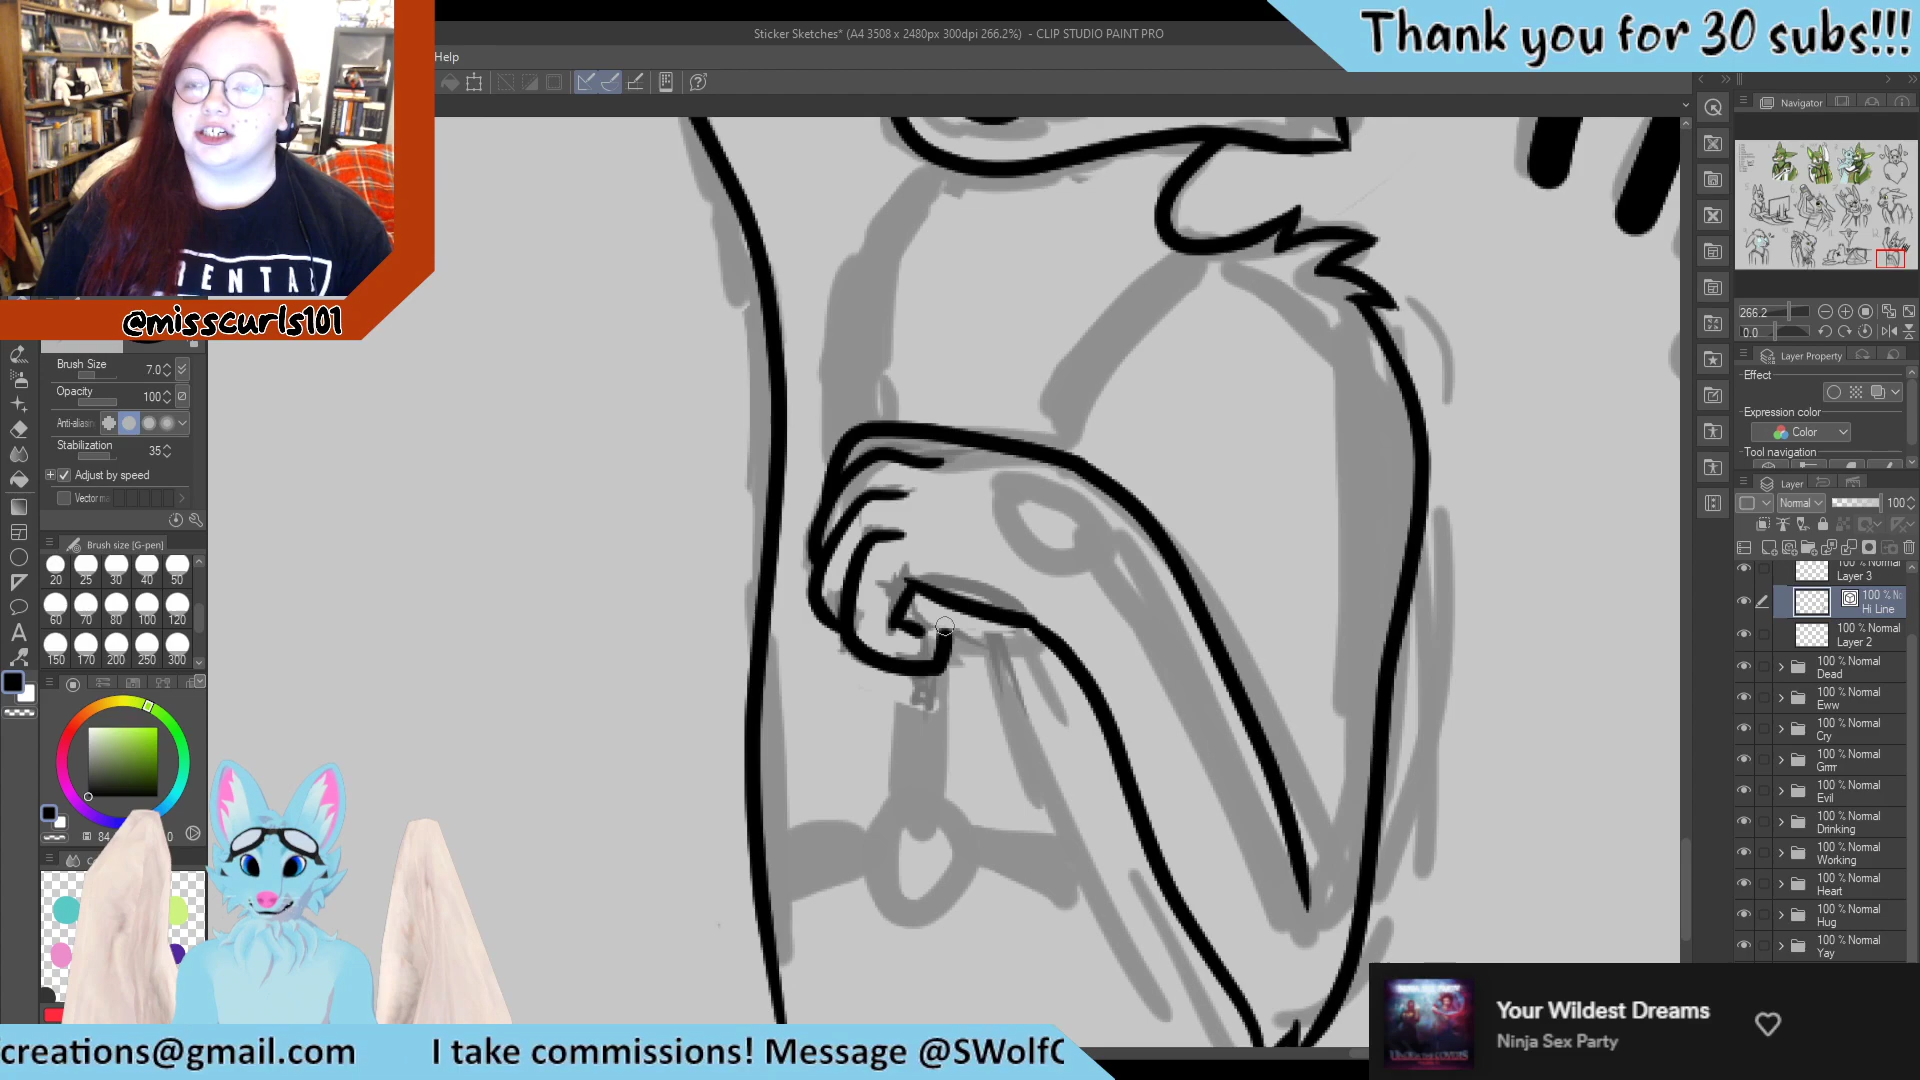 Sticker Sketches* (A4 3508 x 2480px 300dpi 266.2%) - CLIP STUDIO PAINT PRO
Thank you for 30 subs!!!
Help
@misscurls101
Brush Size 7.0
Opacity 100
Stabilization 35
Adjust by speed
Brush size [G-pen]
20 25 30 40 50
60 70 80 100 120
150 170 200 250 300
84
Navigator
266.2
0.0
Layer Property
Effect
Expression color
Color
Tool navigation
Layer
Normal 100
100 % Normal
Layer 3
Hi Line
100 % Normal
Layer 2
100 % Normal
Dead
100 % Normal
Eww
100 % Normal
Cry
100 % Normal
Grrr
100 % Normal
Evil
100 % Normal
Drinking
100 % Normal
Working
100 % Normal
Heart
100 % Normal
Hug
100 % Normal
Yay
Your Wildest Dreams
Ninja Sex Party
creations@gmail.com I take commissions! Message @SWolfC